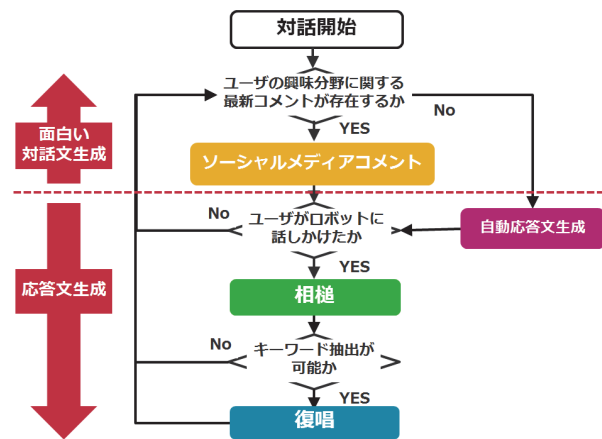 対話開始
ユーザの興味分野に関する
最新コメントが存在するか
No
YES
面白い
対話文生成
ソーシャルメディアコメント
No
ユーザがロボットに
話しかけたか
自動応答文生成
YES
応答文生成
相槌
No
キーワード抽出が
可能か
YES
復唱